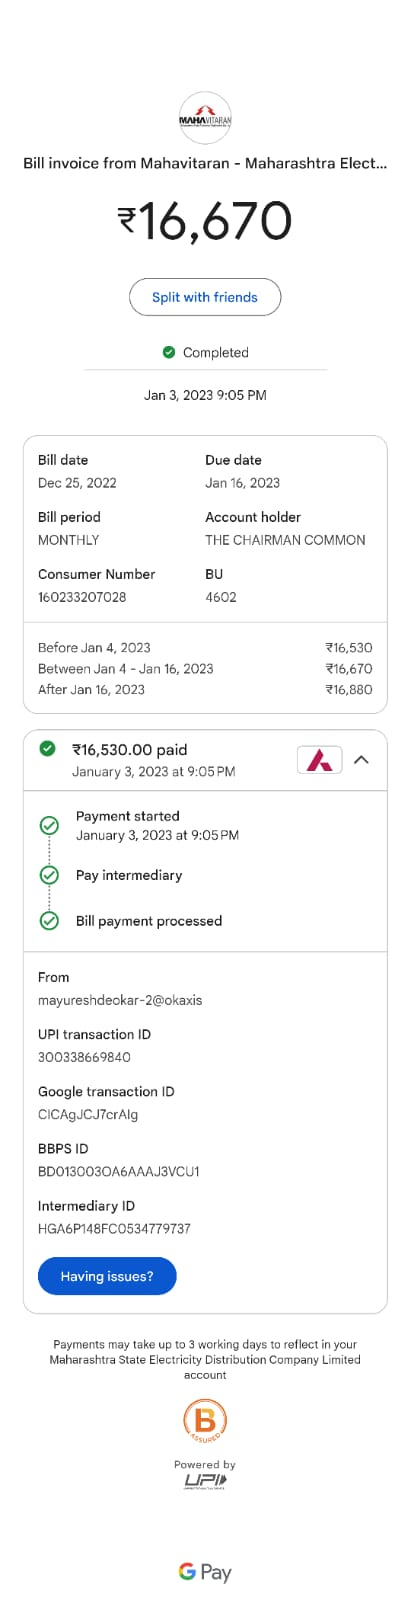 MAHAVITARAN
Bill invoice from Mahavitaran - Maharashtra Elect...
₹16,670
Split with friends
Completed
Jan 3, 2023 9:05 PM
Bill date Due date
Dec 25, 2022 Jan 16, 2023
Bill period Account holder
MONTHLY THE CHAIRMAN COMMON
Consumer Number BU
160233207028 4602
Before Jan 4, 2023 ₹16,530
Between Jan 4 - Jan 16, 2023 ₹16,670
After Jan 16, 2023 ₹16,880
₹16,530.00 paid
January 3, 2023 at 9:05 PM
Payment started
January 3, 2023 at 9:05 PM
Pay intermediary
Bill payment processed
From
mayureshdeokar-2@okaxis
UPI transaction ID
300338669840
Google transaction ID
CICAgJCJ7crAIg
BBPS ID
BD013003OA6AAAJ3VCU1
Intermediary ID
HGA6P148FC0534779737
Having issues?
Payments may take up to 3 working days to reflect in your
Maharashtra State Electricity Distribution Company Limited
account
B
ASSURED
Powered by
UPI
G Pay